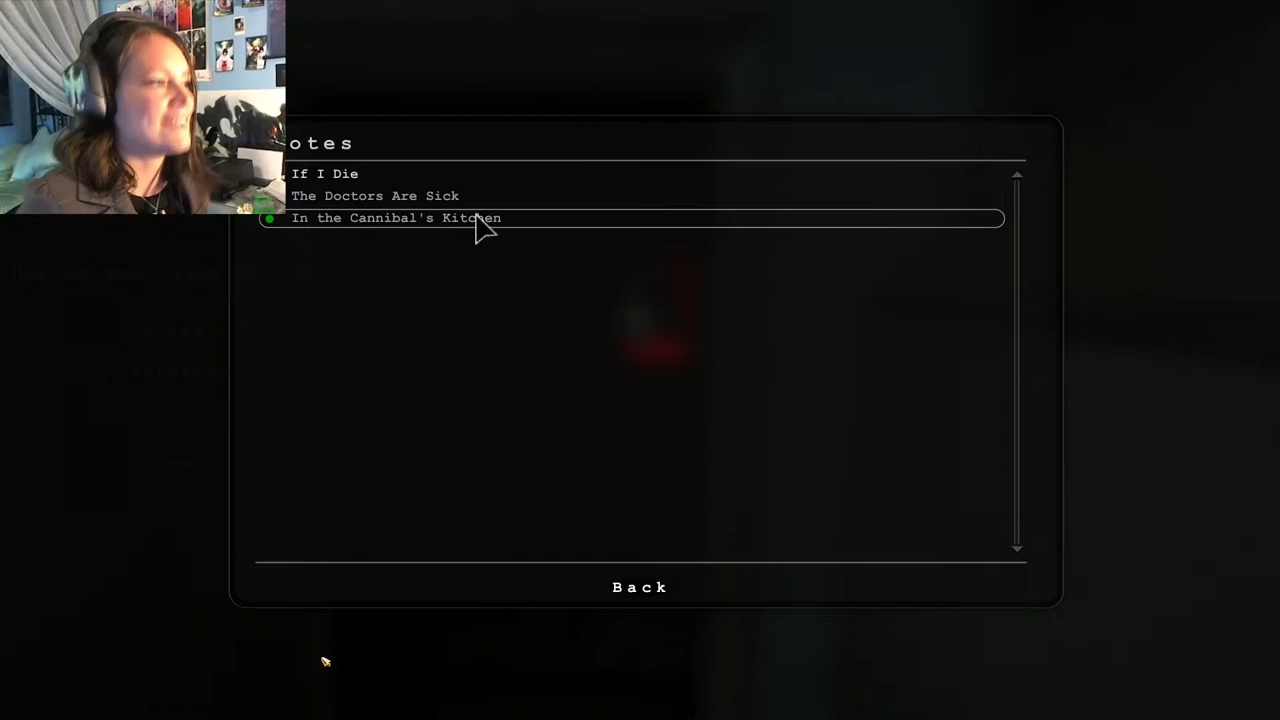 otes
If I Die
The Doctors Are Sick
In the Cannibal's Kitchen
Back